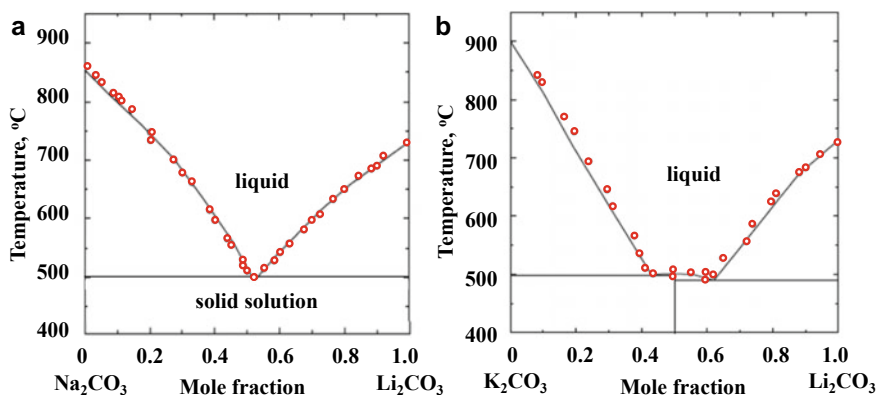 a
Temperature, °C
900
800
700
600
500
400
liquid
solid solution
0 0.2 0.4 0.6 0.8 1.0
Na₂CO₃ Mole fraction Li₂CO₃
b
Temperature, °C
900
800
700
600
500
400
liquid
0 0.2 0.4 0.6 0.8 1.0
K₂CO₃ Mole fraction Li₂CO₃